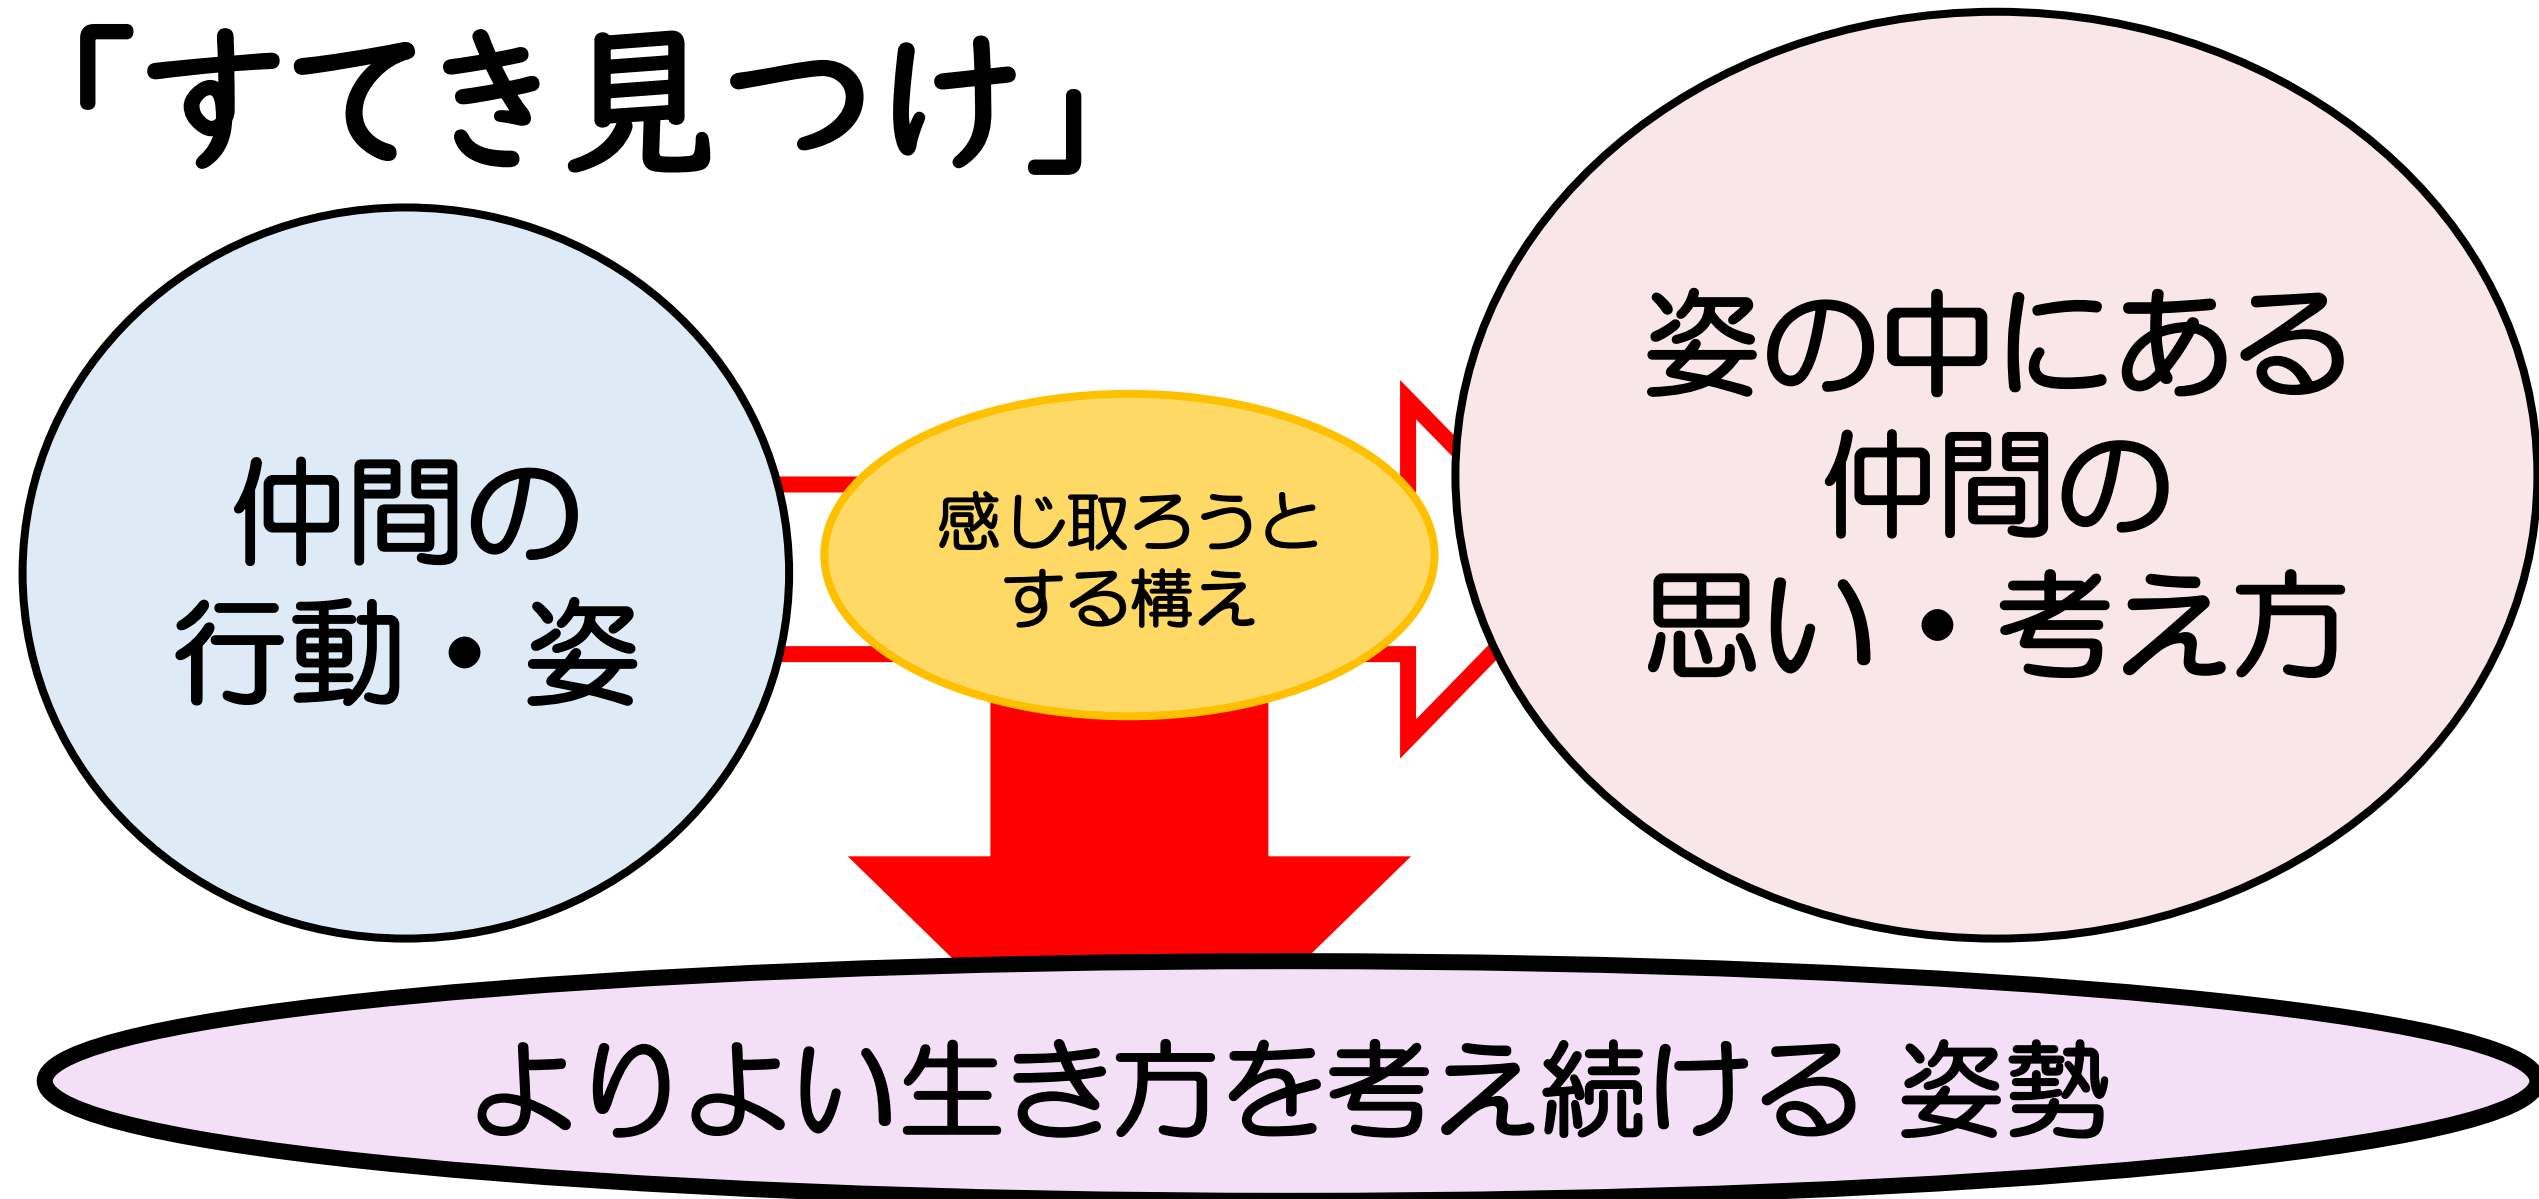 「すてき見つけ」
仲間の
行動・姿
感じ取ろうと
する構え
姿の中にある
仲間の
思い・考え方
よりよい生き方を考え続ける 姿勢